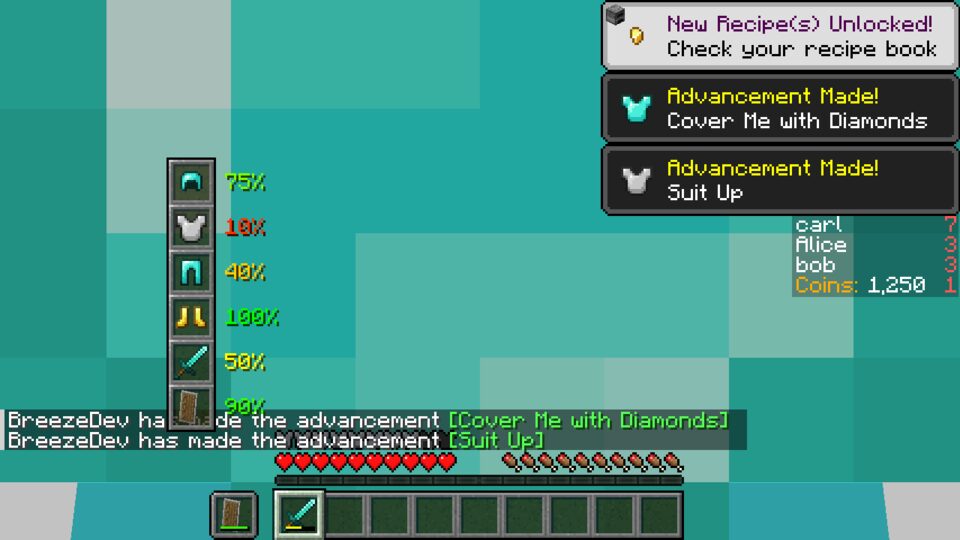 New Recipe(s) Unlocked!
Check your recipe book
Advancement Made!
Cover Me with Diamonds
Advancement Made!
Suit Up
carl 7
Alice 3
bob 3
Coins: 1,250 1
75%
10%
40%
100%
50%
90%
BreezeDev has made the advancement [Cover Me with Diamonds]
BreezeDev has made the advancement [Suit Up]